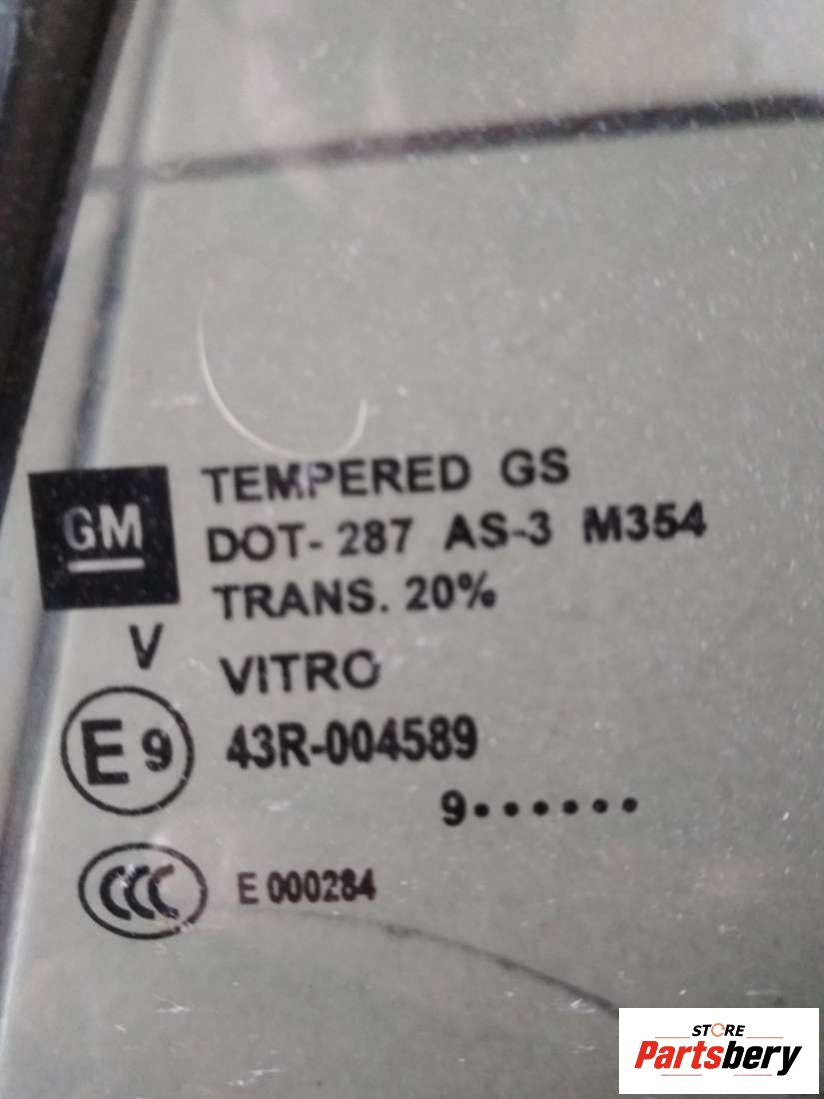 GM
TEMPERED GS
DOT- 287 AS-3 M354
TRANS. 20%
V
VITRO
E9 43R-004589
9••••••
CCC E 000284
STORE
Partsbery